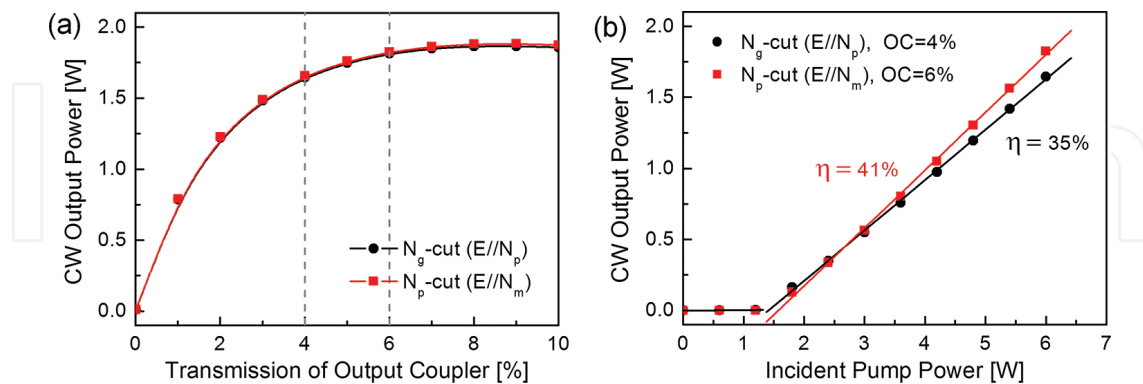 (a)
2.0
1.5
1.0
0.5
0.0
CW Output Power [W]
Ng-cut (E//Np)
Np-cut (E//Nm)
0 2 4 6 8 10
Transmission of Output Coupler [%]
(b)
2.0
1.5
1.0
0.5
0.0
CW Output Power [W]
Ng-cut (E//Np), OC=4%
Np-cut (E//Nm), OC=6%
η = 41%
η = 35%
0 1 2 3 4 5 6 7
Incident Pump Power [W]